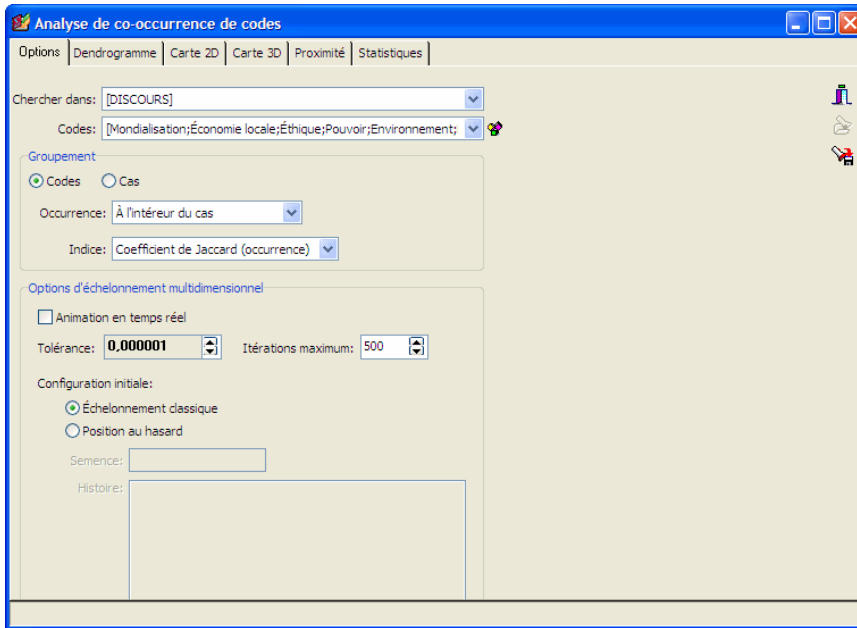 Analyse de co-occurrence de codes
Options Dendrogramme Carte 2D Carte 3D Proximité Statistiques
Chercher dans: [DISCOURS]
Codes: [Mondialisation;Économie locale;Éthique;Pouvoir;Environnement;
Groupement
Codes Cas
Occurrence: À l'intéreur du cas
Indice: Coefficient de Jaccard (occurrence)
Options d'échelonnement multidimensionnel
Animation en temps réel
Tolérance: 0,000001 Itérations maximum: 500
Configuration initiale:
Échelonnement classique
Position au hasard
Semence:
Histoire: